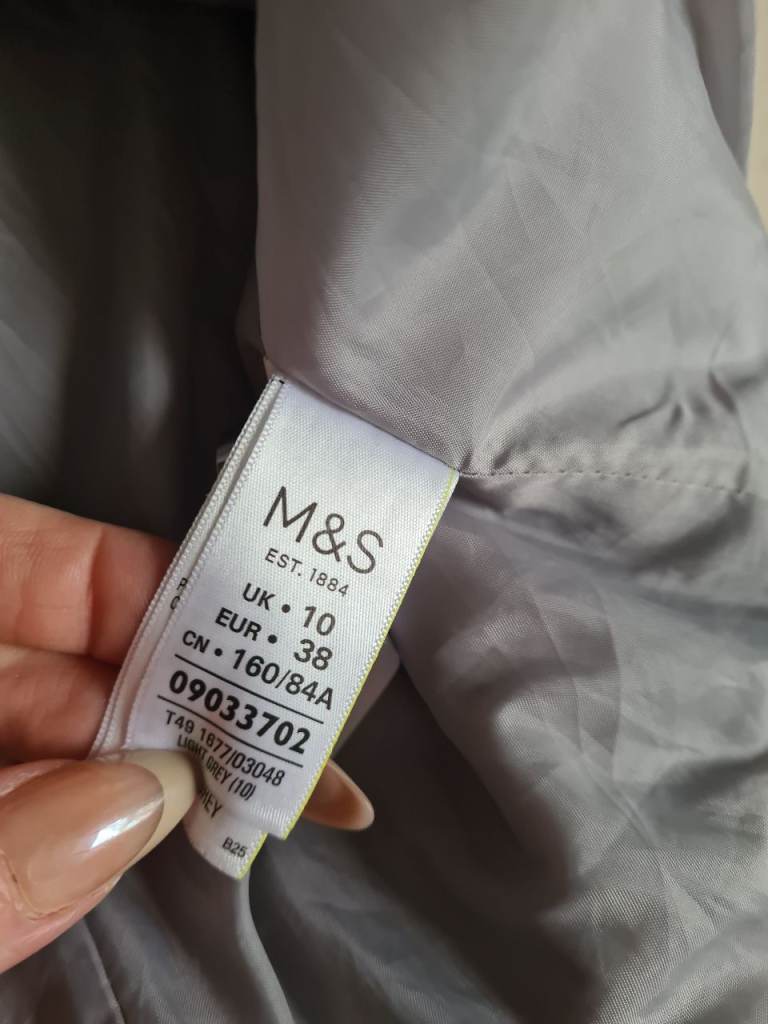 M&S
EST. 1884
UK • 10
EUR • 38
CN • 160/84A
09033702
T49 1877/03048
LIGHT GREY (10)
B25